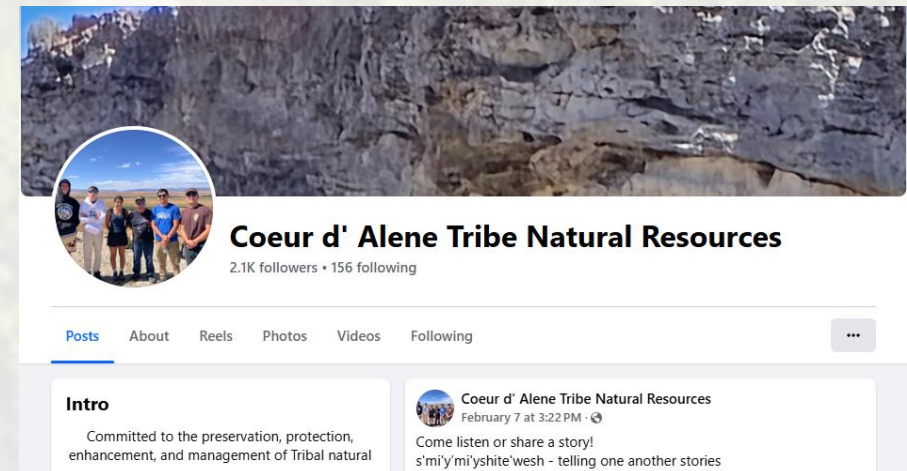 Coeur d' Alene Tribe Natural Resources
2.1K followers • 156 following
Posts About Reels Photos Videos Following
Intro
Committed to the preservation, protection,
enhancement, and management of Tribal natural
Coeur d' Alene Tribe Natural Resources
February 7 at 3:22 PM ·
Come listen or share a story!
s'mi'y'mi'yshite'wesh - telling one another stories